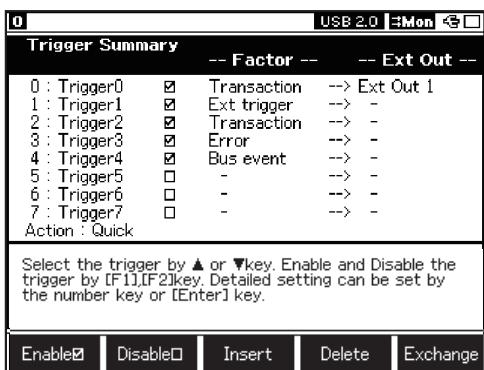 0 USB 2.0 Mon
Trigger Summary
-- Factor -- -- Ext Out --
0 : Trigger0 ☑ Transaction --> Ext Out 1
1 : Trigger1 ☑ Ext trigger --> -
2 : Trigger2 ☑ Transaction --> -
3 : Trigger3 ☑ Error --> -
4 : Trigger4 ☑ Bus event --> -
5 : Trigger5 ☐ - --> -
6 : Trigger6 ☐ - --> -
7 : Trigger7 ☐ - --> -
Action : Quick
Select the trigger by ▲ or ▼key. Enable and Disable the
trigger by [F1],[F2]key. Detailed setting can be set by
the number key or [Enter] key.
Enable☑ Disable☐ Insert Delete Exchange